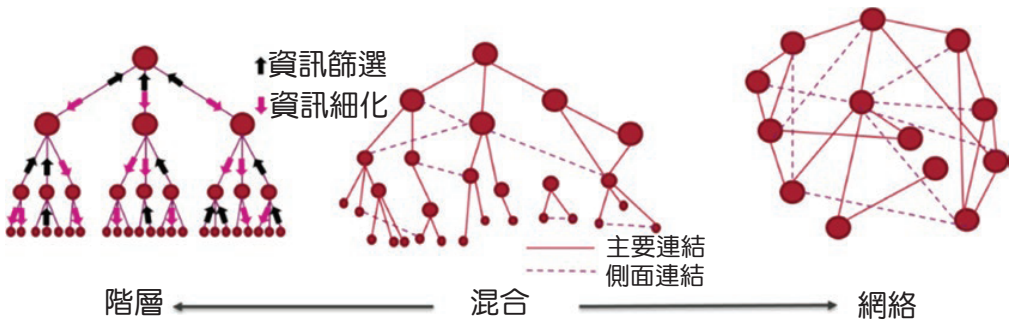 資訊篩選
資訊細化
主要連結
側面連結
階層
混合
網絡